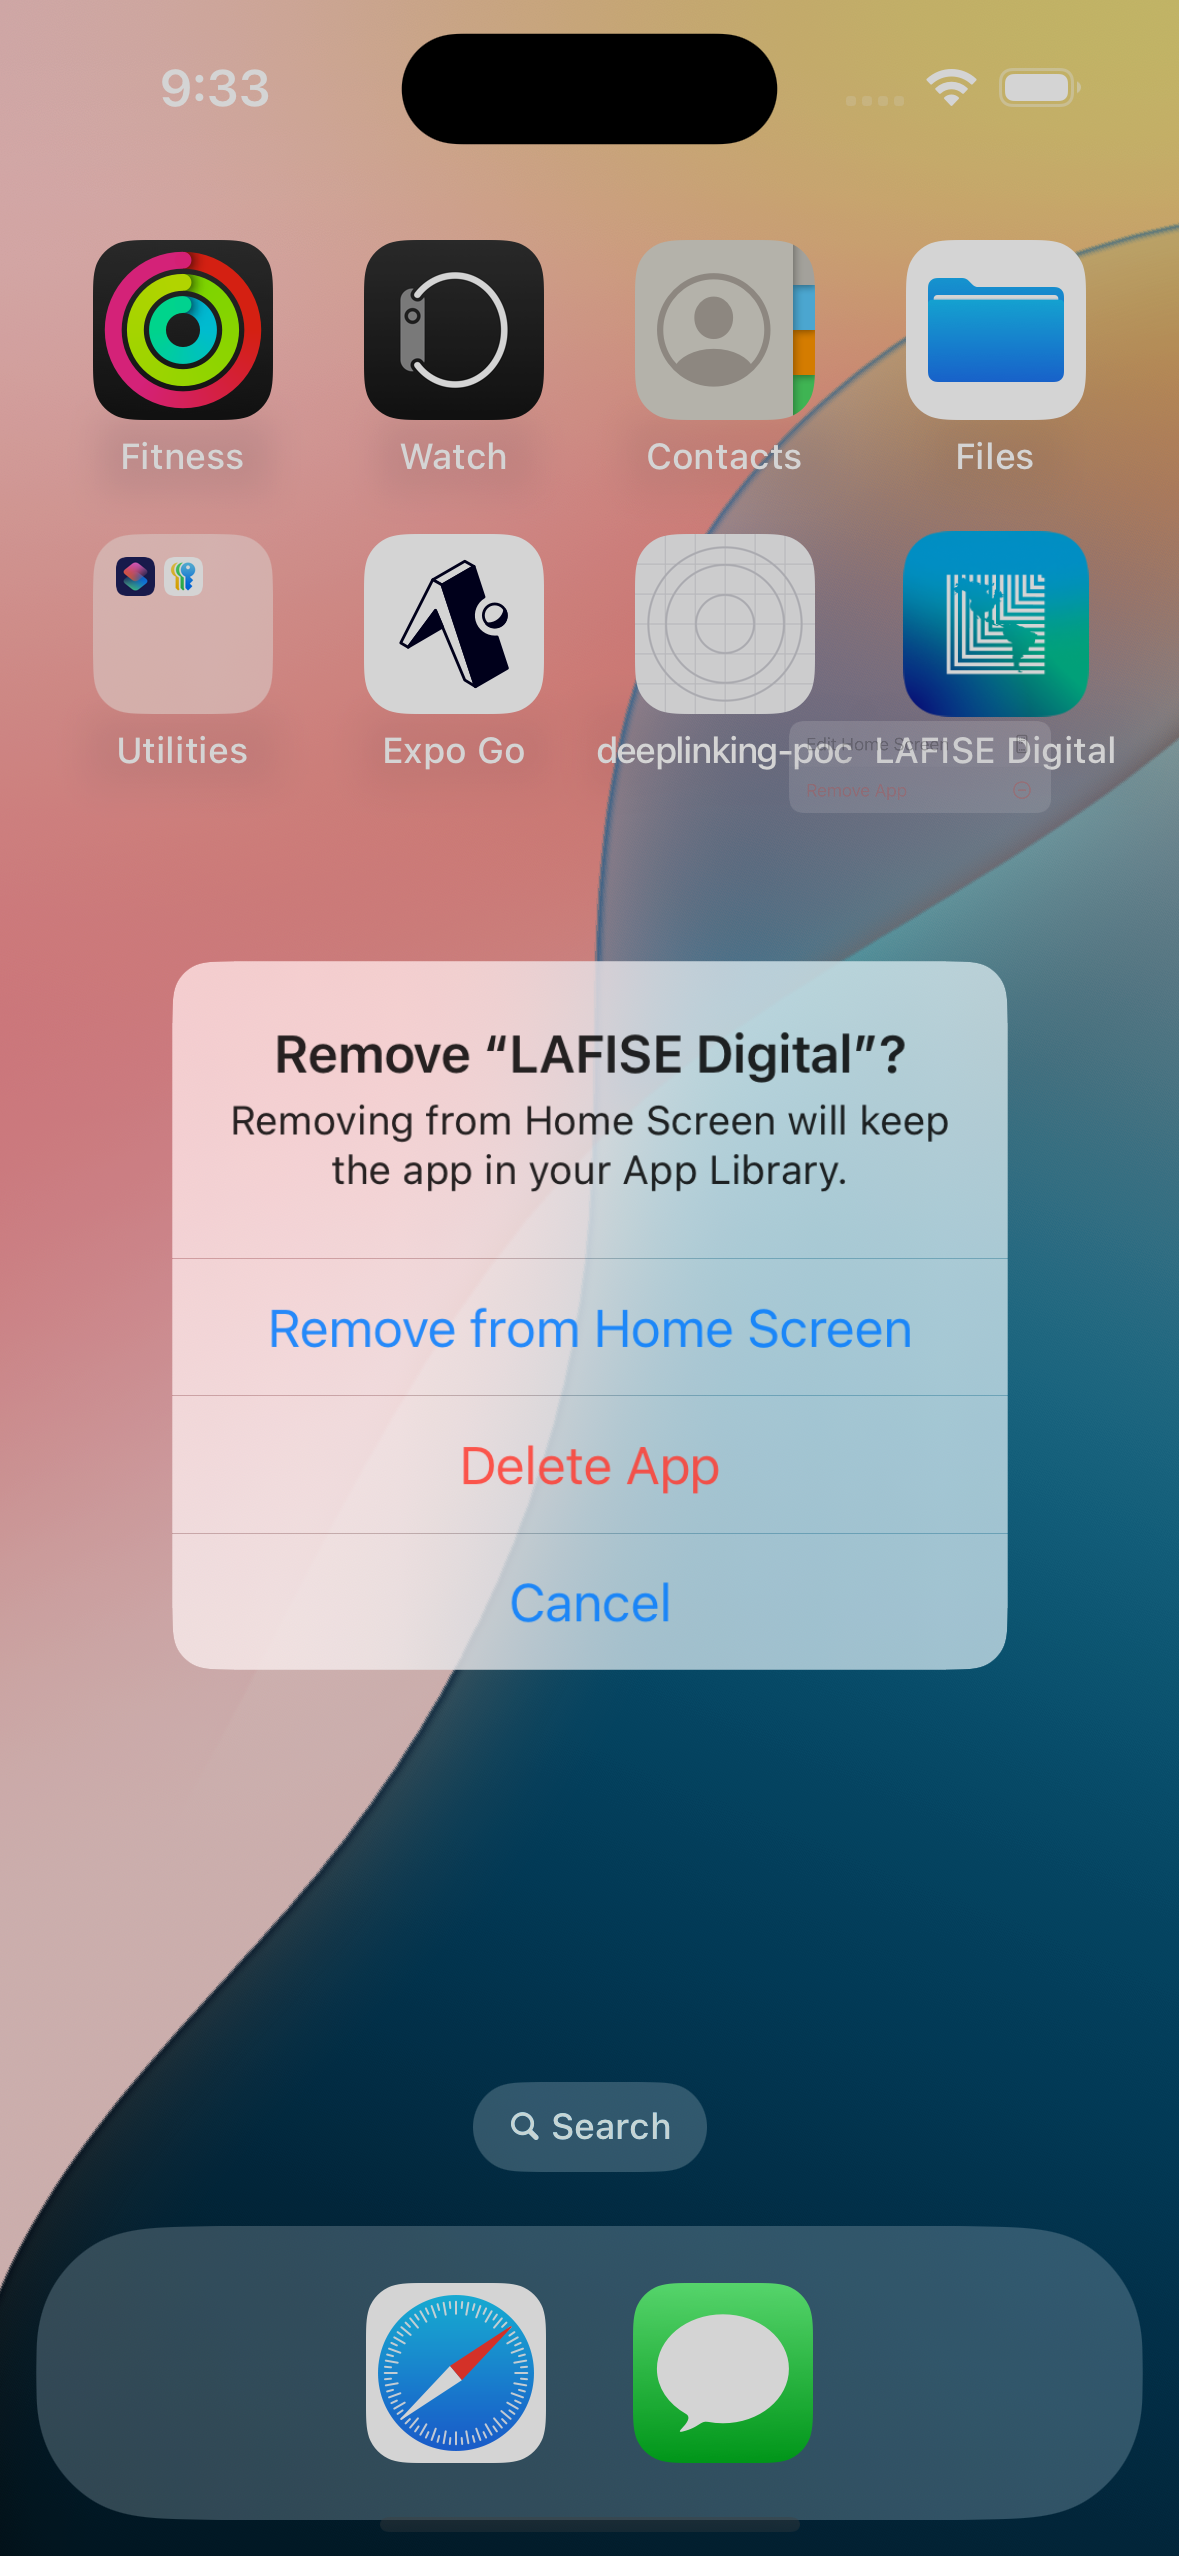 9:33
Fitness
Watch
Contacts
Files
Utilities
Expo Go
deeplinking-poc
LAFISE Digital
Edit Home Screen
Remove App
Remove “LAFISE Digital”?
Removing from Home Screen will keep
the app in your App Library.
Remove from Home Screen
Delete App
Cancel
Search